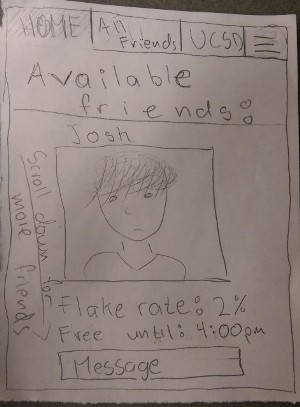 HOME
All
Friends
UCSD
Available
friends:
Josh
Scroll down for
more friends
Flake rate: 2%
Free until: 4:00pm
Message